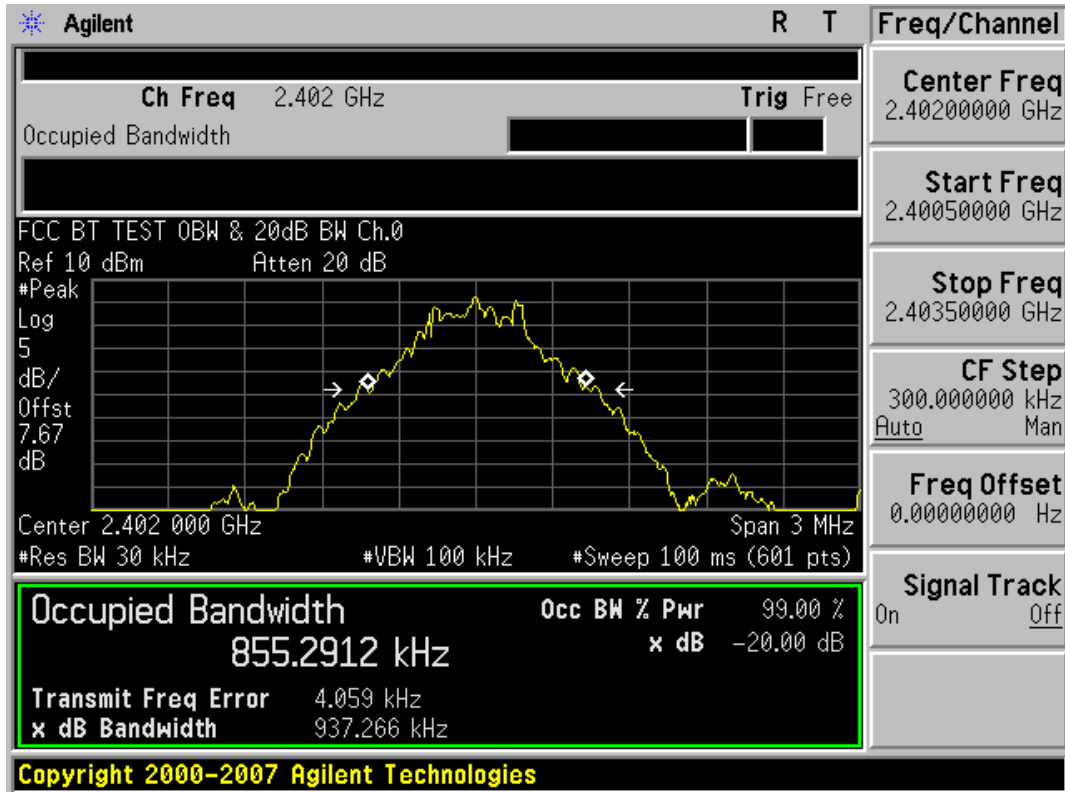 Agilent R T Freq/Channel
Ch Freq 2.402 GHz Trig Free
Occupied Bandwidth
Center Freq
2.40200000 GHz
Start Freq
2.40050000 GHz
Stop Freq
2.40350000 GHz
CF Step
300.000000 kHz
Auto Man
Freq Offset
0.00000000 Hz
Signal Track
On Off
FCC BT TEST OBW & 20dB BW Ch.0
Ref 10 dBm Atten 20 dB
#Peak
Log
5
dB/
Offst
7.67
dB
Center 2.402 000 GHz Span 3 MHz
#Res BW 30 kHz #VBW 100 kHz #Sweep 100 ms (601 pts)
Occupied Bandwidth Occ BW % Pwr 99.00 %
855.2912 kHz x dB -20.00 dB
Transmit Freq Error 4.059 kHz
x dB Bandwidth 937.266 kHz
Copyright 2000-2007 Agilent Technologies